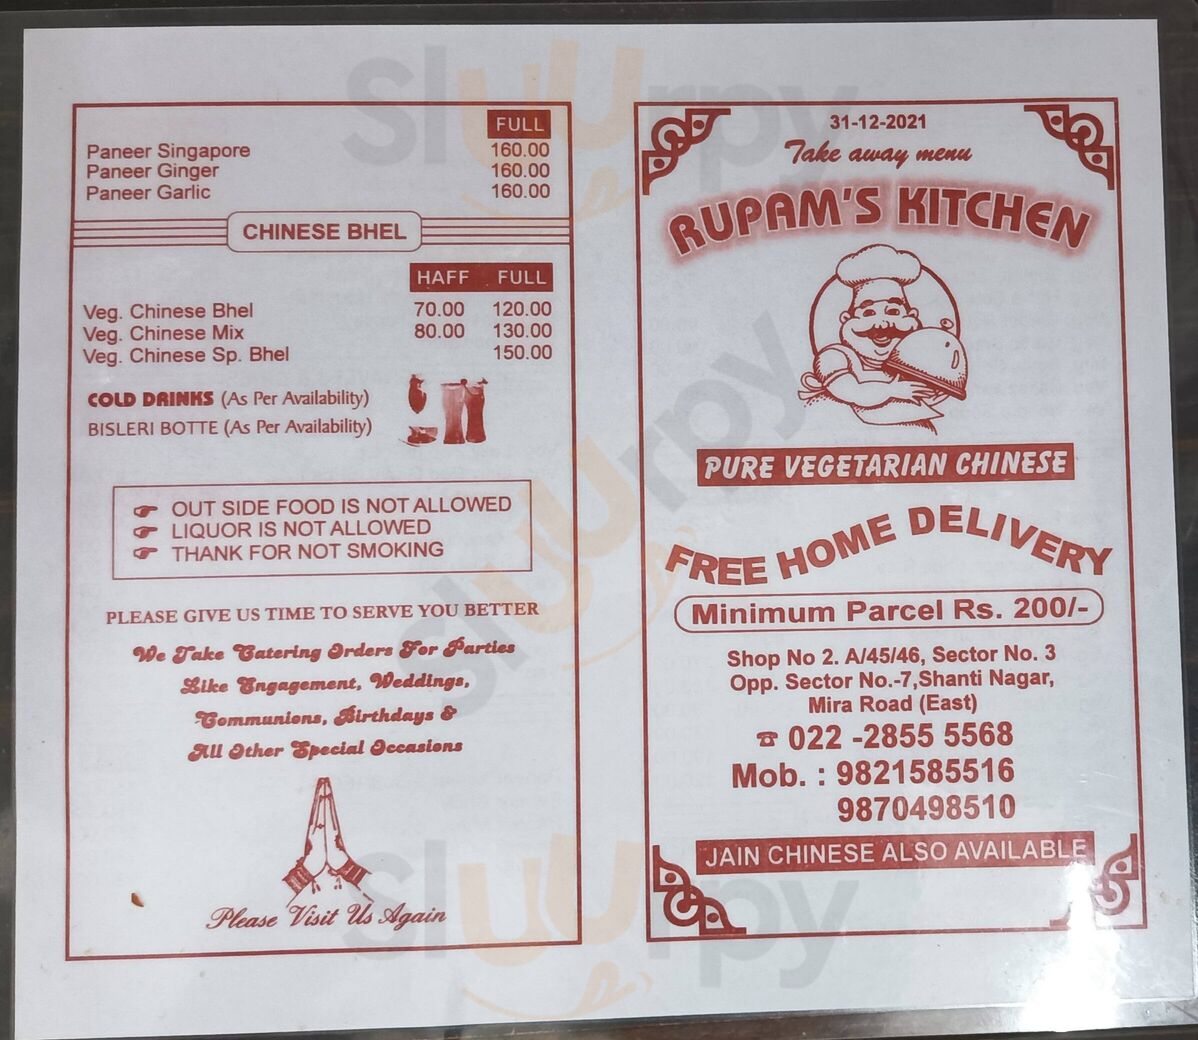 FULL
Paneer Singapore 160.00
Paneer Ginger 160.00
Paneer Garlic 160.00
CHINESE BHEL
HAFF FULL
Veg. Chinese Bhel 70.00 120.00
Veg. Chinese Mix 80.00 130.00
Veg. Chinese Sp. Bhel 150.00
COLD DRINKS (As Per Availability)
BISLERI BOTTE (As Per Availability)
☞ OUT SIDE FOOD IS NOT ALLOWED
☞ LIQUOR IS NOT ALLOWED
☞ THANK FOR NOT SMOKING
PLEASE GIVE US TIME TO SERVE YOU BETTER
We Take Catering Orders For Parties
Like Engagement, Weddings,
Communions, Birthdays &
All Other Special Occasions
Please Visit Us Again
31-12-2021
Take away menu
RUPAM'S KITCHEN
PURE VEGETARIAN CHINESE
FREE HOME DELIVERY
Minimum Parcel Rs. 200/-
Shop No 2. A/45/46, Sector No. 3
Opp. Sector No.-7,Shanti Nagar,
Mira Road (East)
☎ 022 -2855 5568
Mob. : 9821585516
9870498510
JAIN CHINESE ALSO AVAILABLE
Sluurpy
Sluurpy
Sluurpy